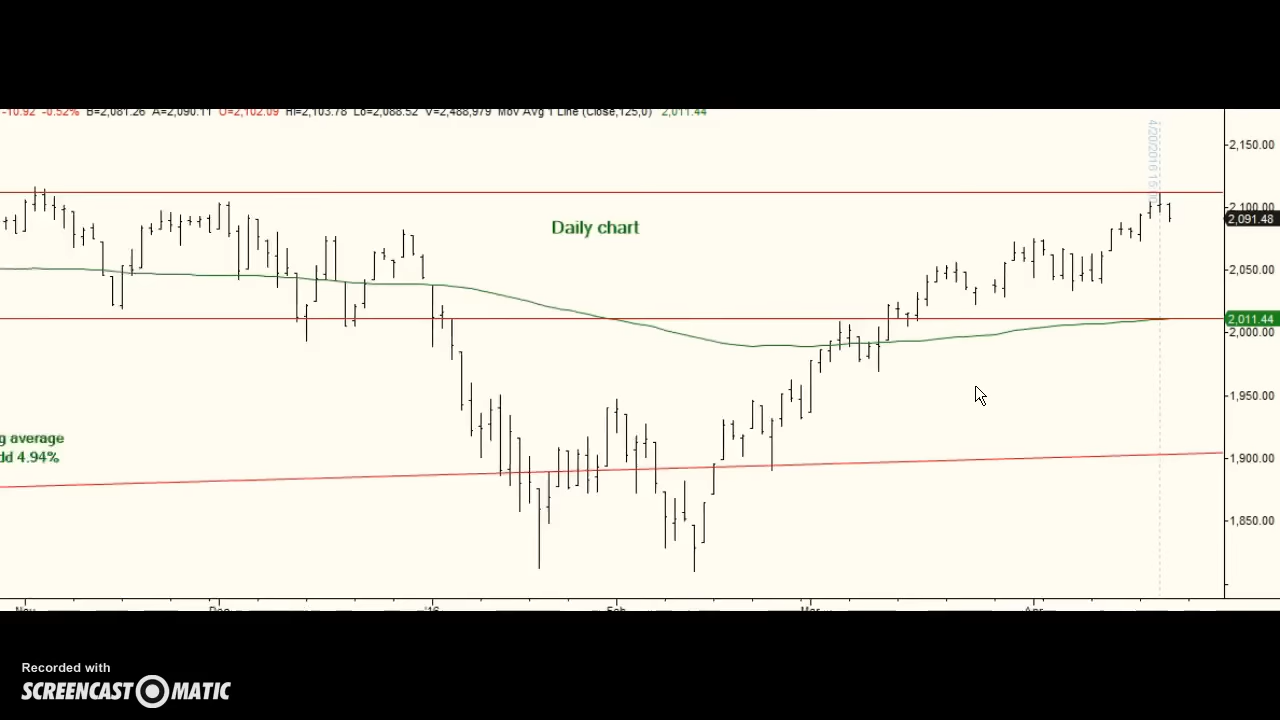 -10.92 -0.52% B=2,081.26 A=2,090.11 O=2,102.09 Hi=2,103.78 Lo=2,088.52 V=2,488,979 Mov Avg 1 Line (Close,125,0) 2,011.44
4/20/2016
2,150.00
2,100.00
2,091.48
Daily chart
2,050.00
2,011.44
2,000.00
1,950.00
g average
dd 4.94%
1,900.00
1,850.00
Nov Dec '16 Feb Mar Apr
Recorded with
SCREENCAST MATIC